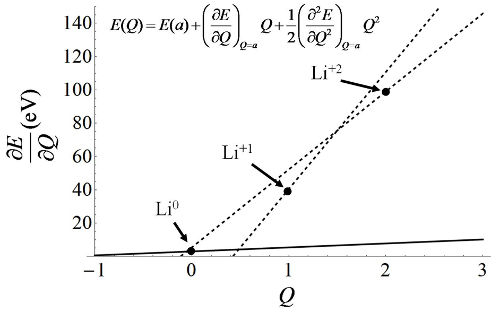 140
E(Q) = E(a) + (∂E/∂Q)_{Q=a} Q + 1/2 (∂²E/∂Q²)_{Q=a} Q²
120
100
80
60
40
20
∂E/∂Q (eV)
Li⁺²
Li⁺¹
Li⁰
−1 0 1 2 3
Q